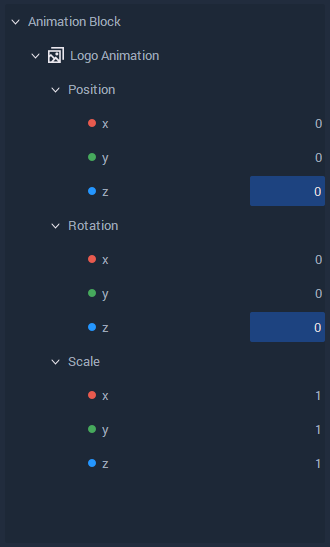 Animation Block
Logo Animation
Position
x 0
y 0
z 0
Rotation
x 0
y 0
z 0
Scale
x 1
y 1
z 1